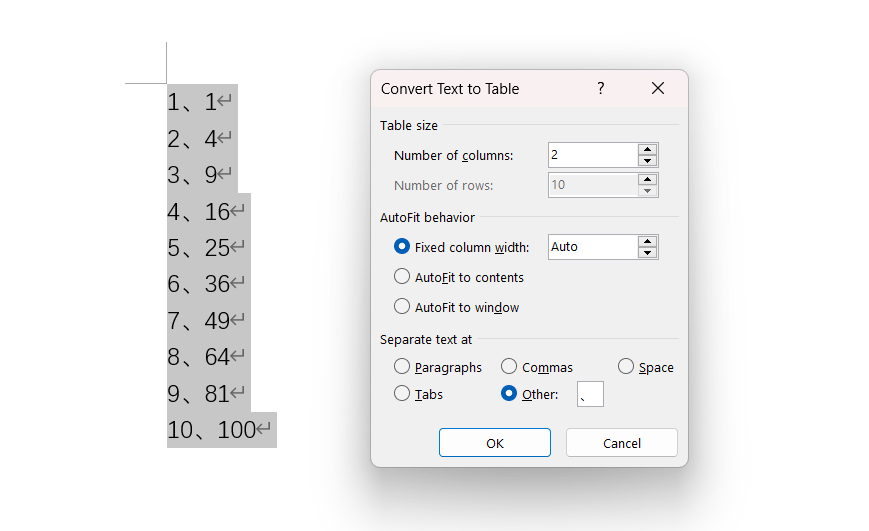 1、1↵
2、4↵
3、9↵
4、16↵
5、25↵
6、36↵
7、49↵
8、64↵
9、81↵
10、100↵
Convert Text to Table ?
Table size
Number of columns: 2
Number of rows: 10
AutoFit behavior
Fixed column width: Auto
AutoFit to contents
AutoFit to window
Separate text at
Paragraphs Commas Space
Tabs Other: 、
OK Cancel